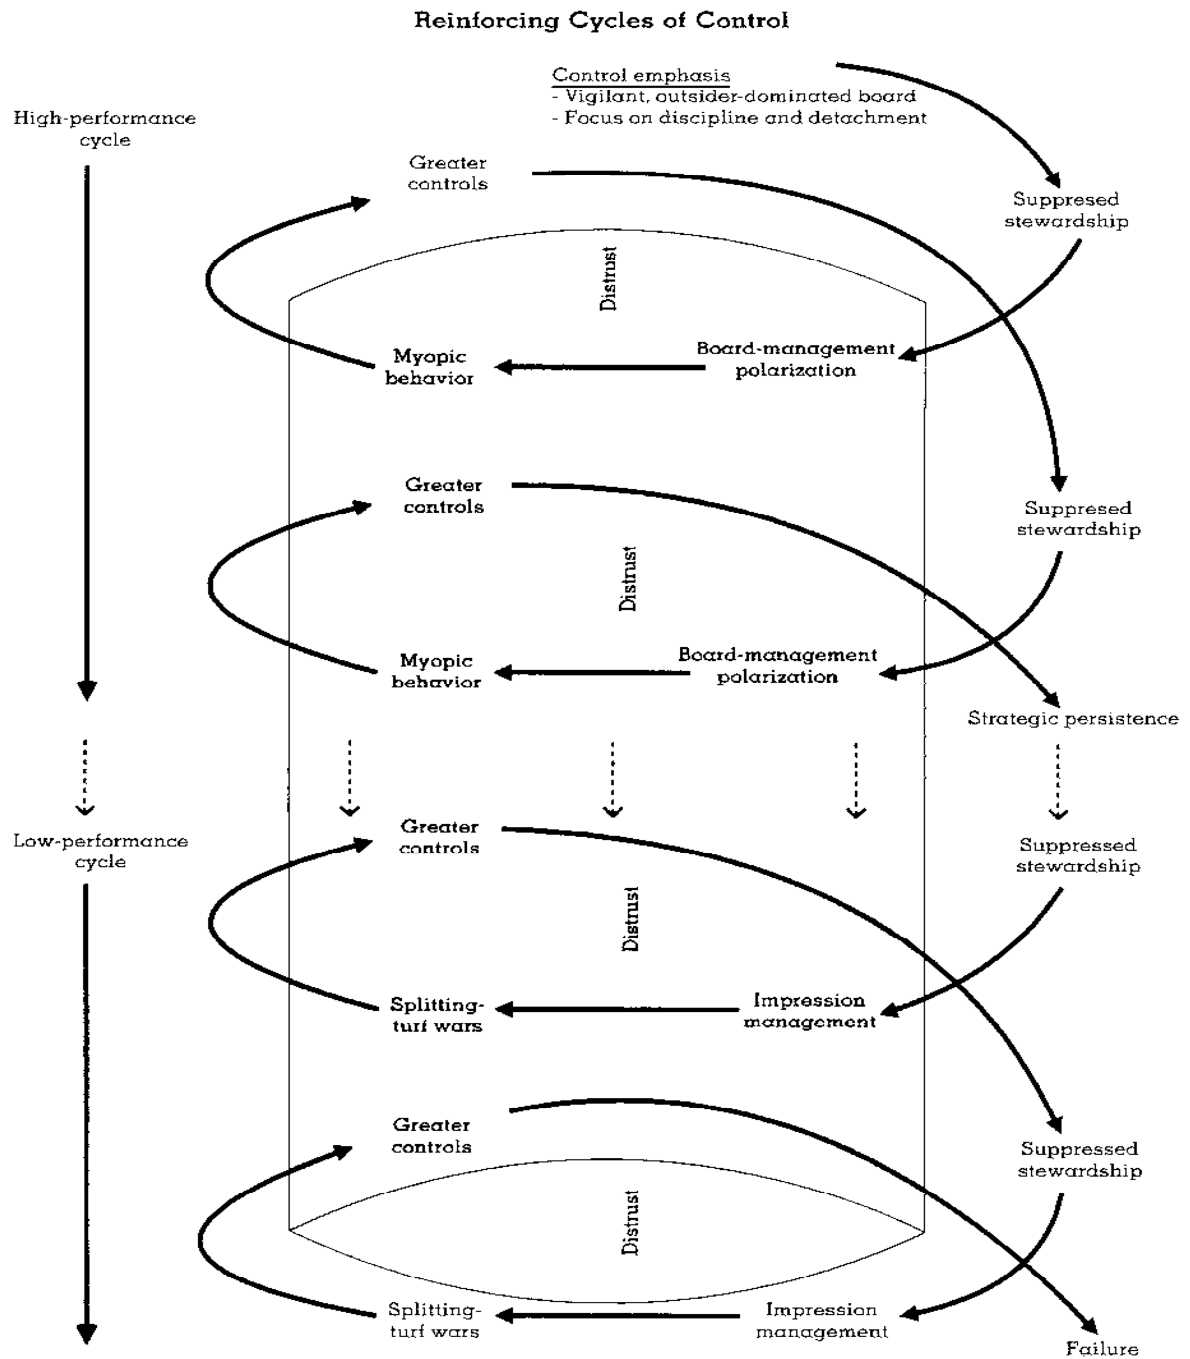 Reinforcing Cycles of Control
Control emphasis
- Vigilant, outsider-dominated board
- Focus on discipline and detachment
High-performance
cycle
Greater
controls
Suppresed
stewardship
Distrust
Board-management
polarization
Myopic
behavior
Greater
controls
Suppresed
stewardship
Distrust
Board-management
polarization
Myopic
behavior
Strategic persistence
Low-performance
cycle
Greater
controls
Suppressed
stewardship
Distrust
Impression
management
Splitting-
turf wars
Greater
controls
Suppressed
stewardship
Distrust
Impression
management
Splitting-
turf wars
Failure